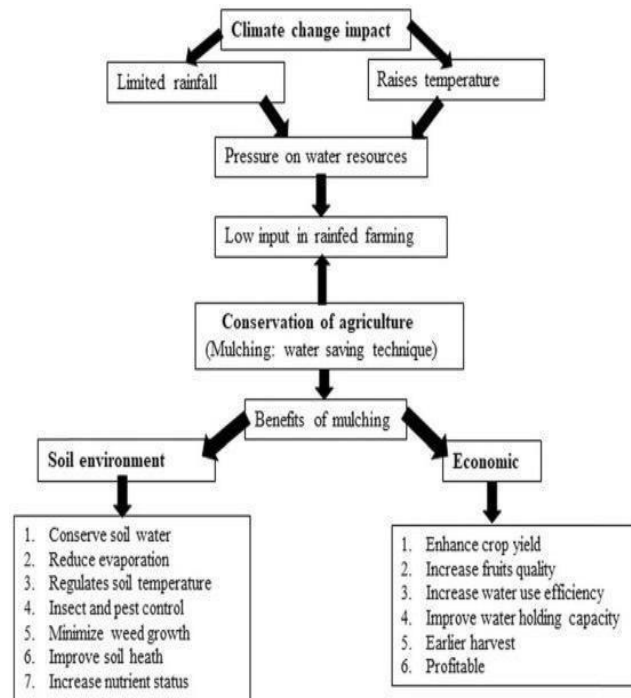 Climate change impact
Limited rainfall
Raises temperature
Pressure on water resources
Low input in rainfed farming
Conservation of agriculture
(Mulching: water saving technique)
Benefits of mulching
Soil environment
Economic
1. Conserve soil water
2. Reduce evaporation
3. Regulates soil temperature
4. Insect and pest control
5. Minimize weed growth
6. Improve soil heath
7. Increase nutrient status
1. Enhance crop yield
2. Increase fruits quality
3. Increase water use efficiency
4. Improve water holding capacity
5. Earlier harvest
6. Profitable